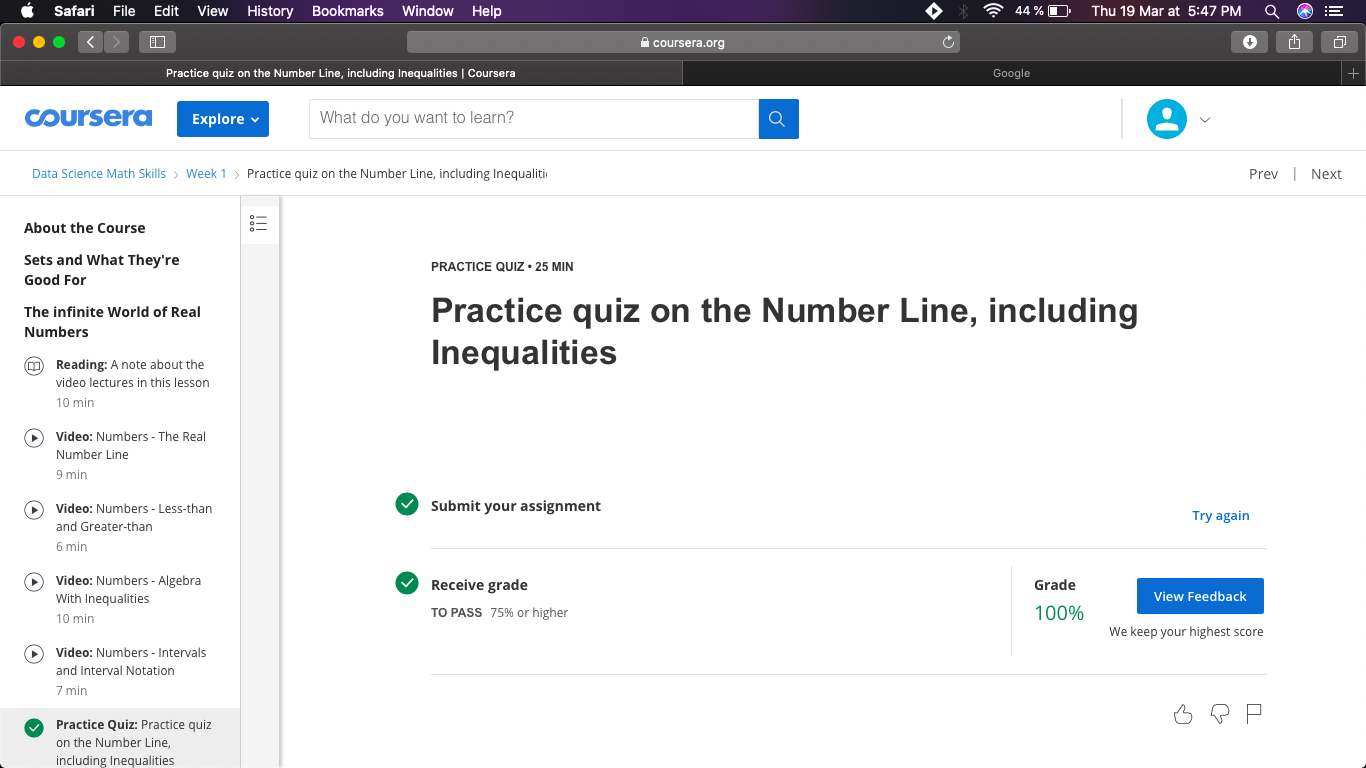 Safari File Edit View History Bookmarks Window Help 44 % Thu 19 Mar at 5:47 PM
coursera.org
Practice quiz on the Number Line, including Inequalities | Coursera Google
coursera Explore What do you want to learn?
Data Science Math Skills > Week 1 > Practice quiz on the Number Line, including Inequaliti Prev | Next
About the Course
Sets and What They're
Good For
The infinite World of Real
Numbers
Reading: A note about the
video lectures in this lesson
10 min
Video: Numbers - The Real
Number Line
9 min
Video: Numbers - Less-than
and Greater-than
6 min
Video: Numbers - Algebra
With Inequalities
10 min
Video: Numbers - Intervals
and Interval Notation
7 min
Practice Quiz: Practice quiz
on the Number Line,
including Inequalities
PRACTICE QUIZ • 25 MIN
Practice quiz on the Number Line, including
Inequalities
Submit your assignment
Try again
Receive grade
TO PASS 75% or higher
Grade
100%
View Feedback
We keep your highest score